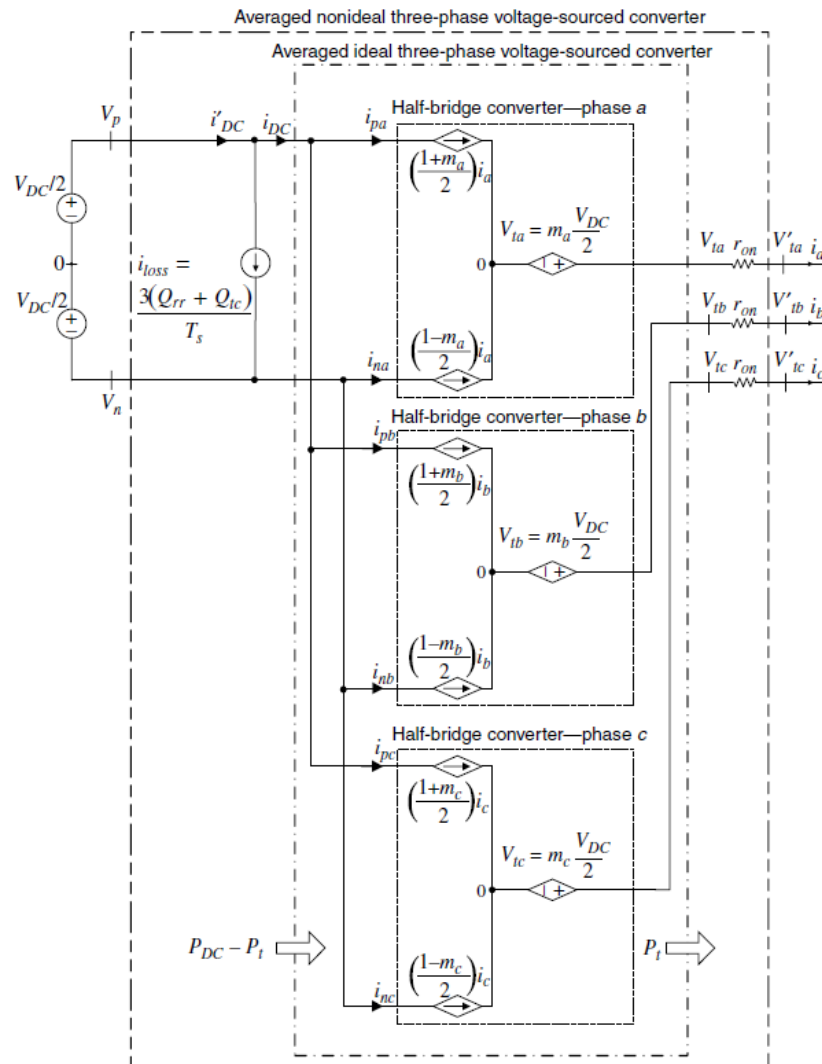 Averaged nonideal three-phase voltage-sourced converter
Averaged ideal three-phase voltage-sourced converter
V_p
i'_DC
i_DC
i_pa
Half-bridge converter—phase a
((1+m_a)/2) i_a
V_DC/2
V_ta = m_a V_DC/2
V_ta r_on V'_ta i_a
0
0
i_loss = 3(Q_rr + Q_tc)/T_s
V_DC/2
V_tb r_on V'_tb i_b
((1–m_a)/2) i_a
i_na
V_tc r_on V'_tc i_c
V_n
Half-bridge converter—phase b
i_pb
((1+m_b)/2) i_b
V_tb = m_b V_DC/2
0
((1–m_b)/2) i_b
i_nb
Half-bridge converter—phase c
i_pc
((1+m_c)/2) i_c
V_tc = m_c V_DC/2
0
P_DC – P_t
P_t
((1–m_c)/2) i_c
i_nc